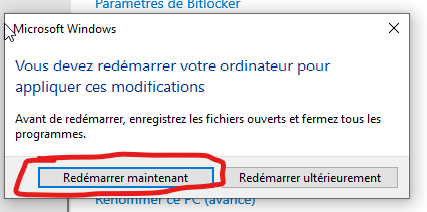 Paramètres de Bitlocker
Microsoft Windows
Vous devez redémarrer votre ordinateur pour
appliquer ces modifications
Avant de redémarrer, enregistrez les fichiers ouverts et fermez tous les
programmes.
Redémarrer maintenant
Redémarrer ultérieurement
Renommer ce PC (avancé)